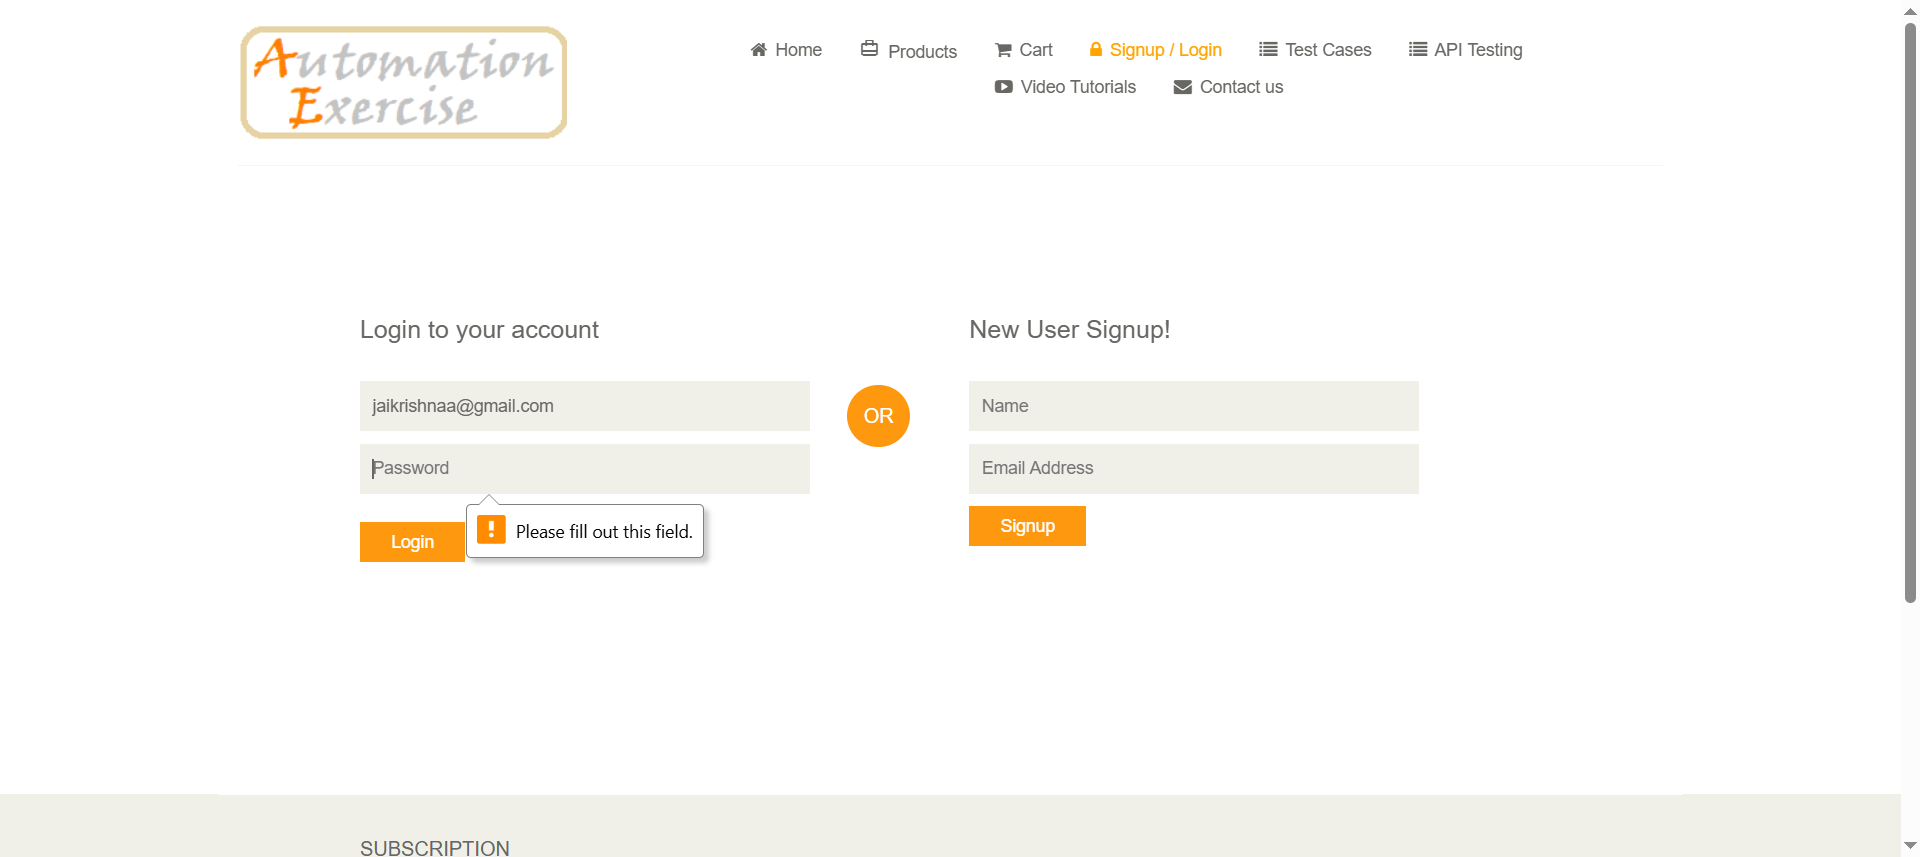 Automation
Exercise
Home Products Cart Signup / Login Test Cases API Testing
Video Tutorials Contact us
Login to your account
jaikrishnaa@gmail.com
Password
Please fill out this field.
Login
OR
New User Signup!
Name
Email Address
Signup
SUBSCRIPTION